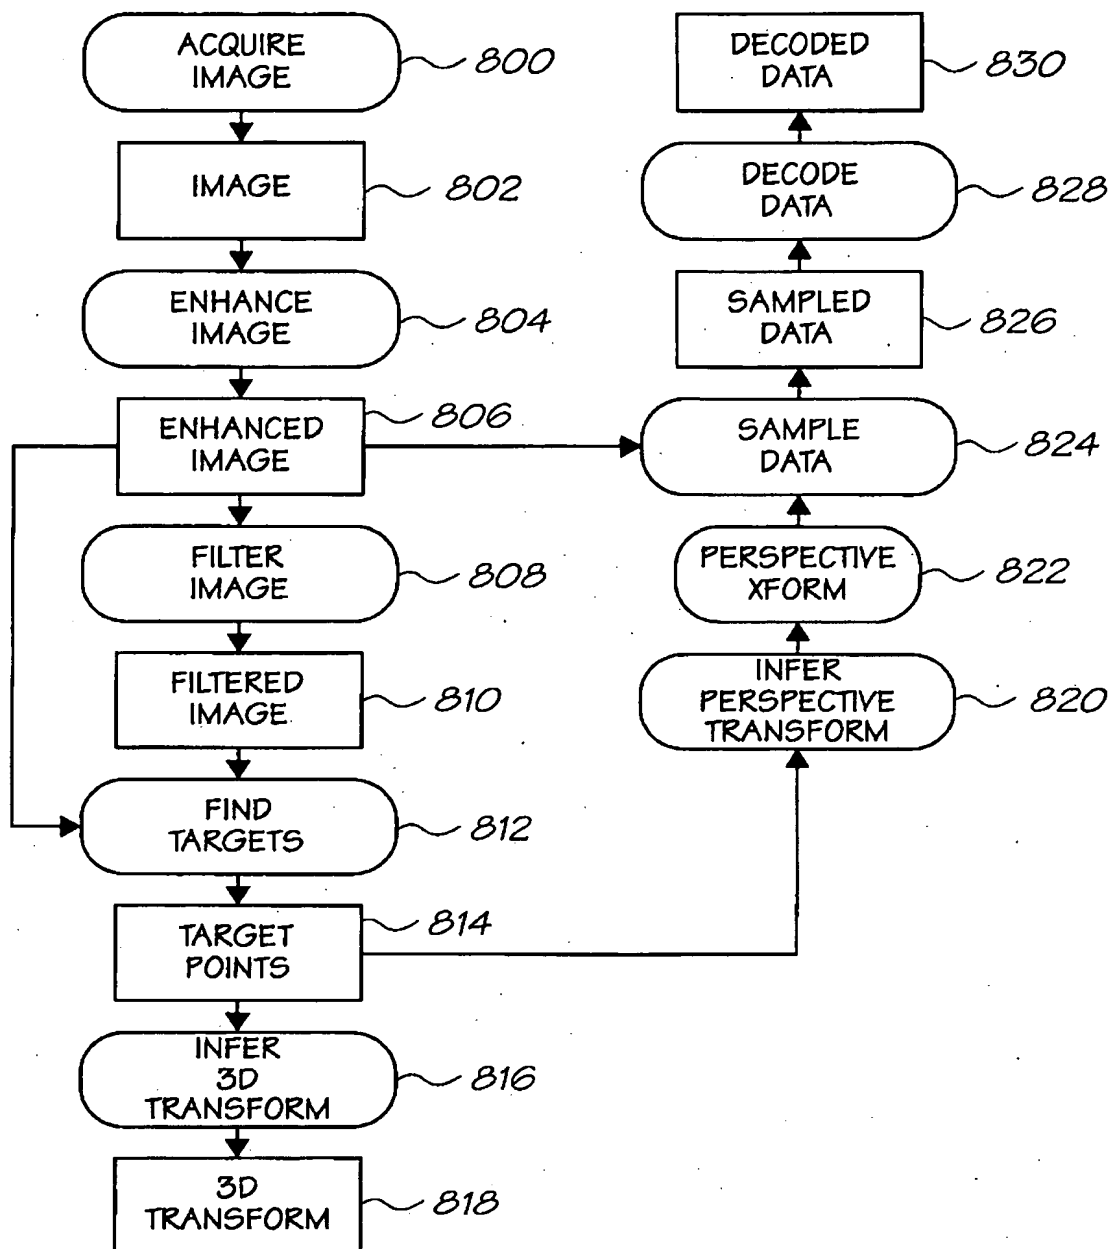 ACQUIRE
IMAGE
800
IMAGE
802
ENHANCE
IMAGE
804
ENHANCED
IMAGE
806
FILTER
IMAGE
808
FILTERED
IMAGE
810
FIND
TARGETS
812
TARGET
POINTS
814
INFER
3D
TRANSFORM
816
3D
TRANSFORM
818
DECODED
DATA
830
DECODE
DATA
828
SAMPLED
DATA
826
SAMPLE
DATA
824
PERSPECTIVE
XFORM
822
INFER
PERSPECTIVE
TRANSFORM
820